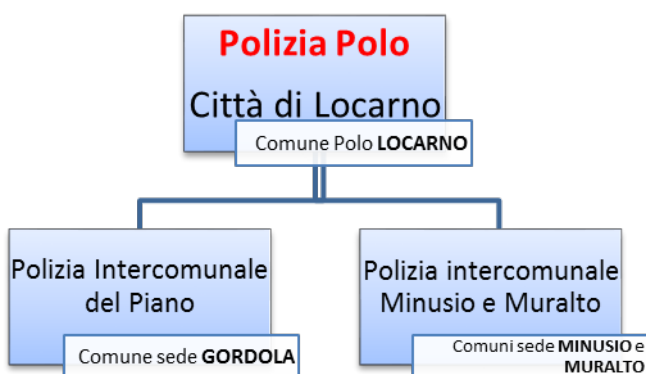 Polizia Polo
Città di Locarno
Comune Polo LOCARNO
Polizia Intercomunale
del Piano
Comune sede GORDOLA
Polizia intercomunale
Minusio e Muralto
Comuni sede MINUSIO e
MURALTO